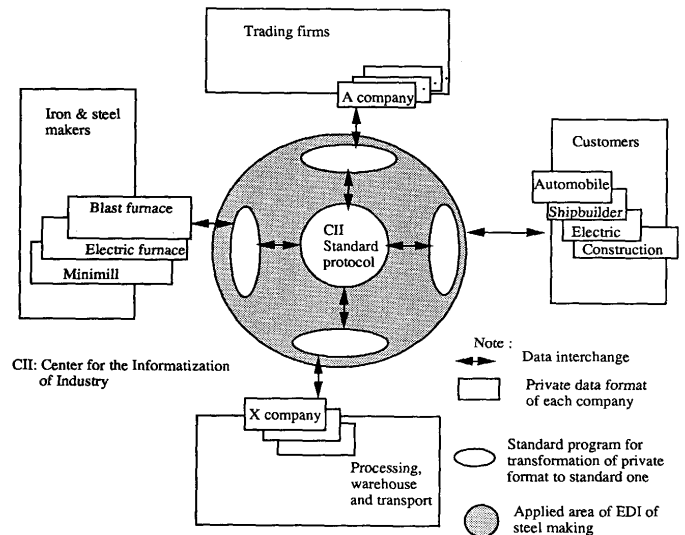 Trading firms
A company
Iron & steel
makers
Blast furnace
Electric furnace
Minimill
Customers
Automobile
Shipbuilder
Electric
Construction
CII
Standard
protocol
CII: Center for the Informatization
of Industry
X company
Processing,
warehouse
and transport
Note :
Data interchange
Private data format
of each company
Standard program for
transformation of private
format to standard one
Applied area of EDI of
steel making